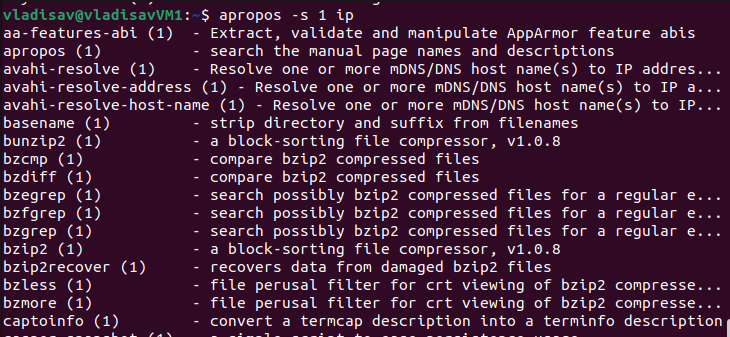 vladisav@vladisavVM1:~$ apropos -s 1 ip
aa-features-abi (1)  - Extract, validate and manipulate AppArmor feature abis
apropos (1)          - search the manual page names and descriptions
avahi-resolve (1)    - Resolve one or more mDNS/DNS host name(s) to IP addres...
avahi-resolve-address (1) - Resolve one or more mDNS/DNS host name(s) to IP a...
avahi-resolve-host-name (1) - Resolve one or more mDNS/DNS host name(s) to IP...
basename (1)         - strip directory and suffix from filenames
bunzip2 (1)          - a block-sorting file compressor, v1.0.8
bzcmp (1)            - compare bzip2 compressed files
bzdiff (1)           - compare bzip2 compressed files
bzegrep (1)          - search possibly bzip2 compressed files for a regular e...
bzfgrep (1)          - search possibly bzip2 compressed files for a regular e...
bzgrep (1)           - search possibly bzip2 compressed files for a regular e...
bzip2 (1)            - a block-sorting file compressor, v1.0.8
bzip2recover (1)     - recovers data from damaged bzip2 files
bzless (1)           - file perusal filter for crt viewing of bzip2 compresse...
bzmore (1)           - file perusal filter for crt viewing of bzip2 compresse...
captoinfo (1)        - convert a termcap description into a terminfo description